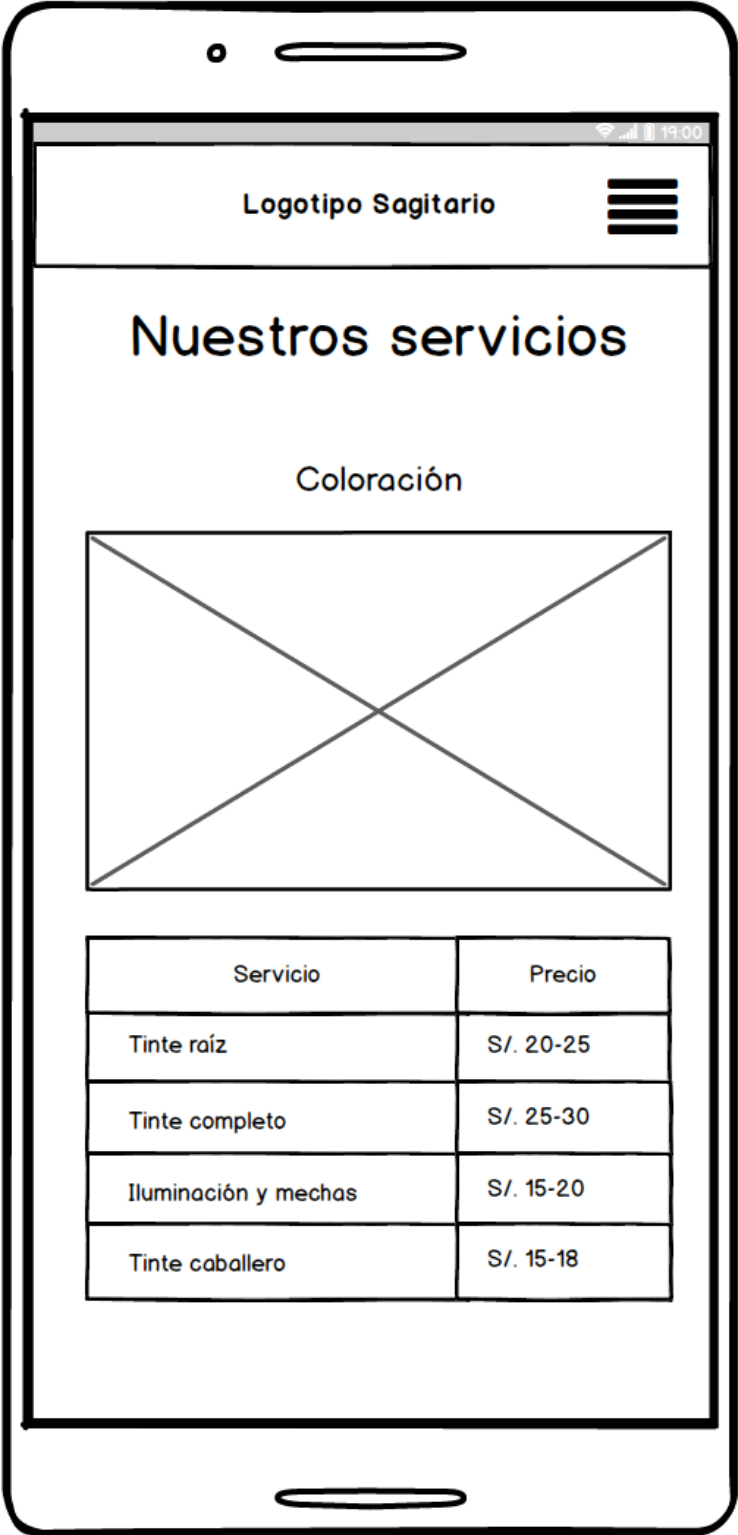 19:00
Logotipo Sagitario
Nuestros servicios
Coloración
Servicio Precio
Tinte raíz S/. 20-25
Tinte completo S/. 25-30
Iluminación y mechas S/. 15-20
Tinte caballero S/. 15-18